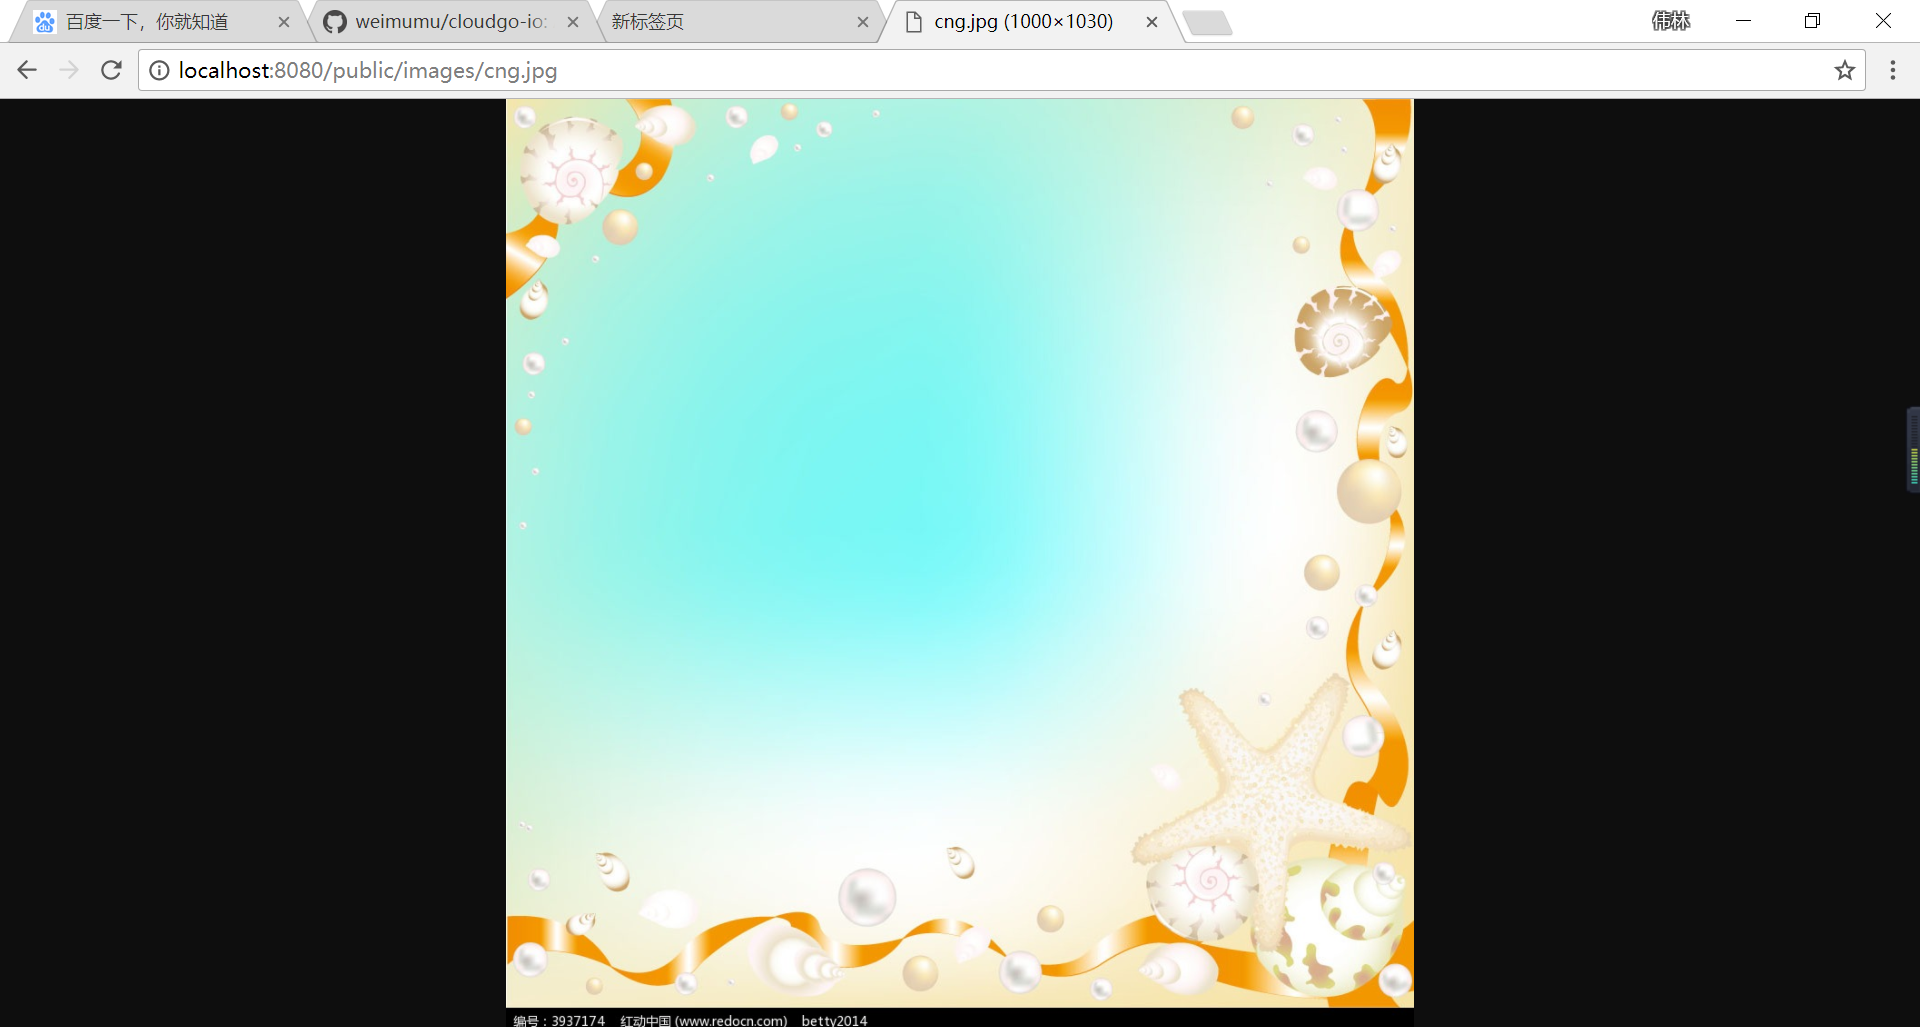 百度一下，你就知道
weimumu/cloudgo-io:
新标签页
cng.jpg (1000×1030)
伟林
localhost:8080/public/images/cng.jpg
编号：3937174 红动中国 (www.redocn.com) betty2014